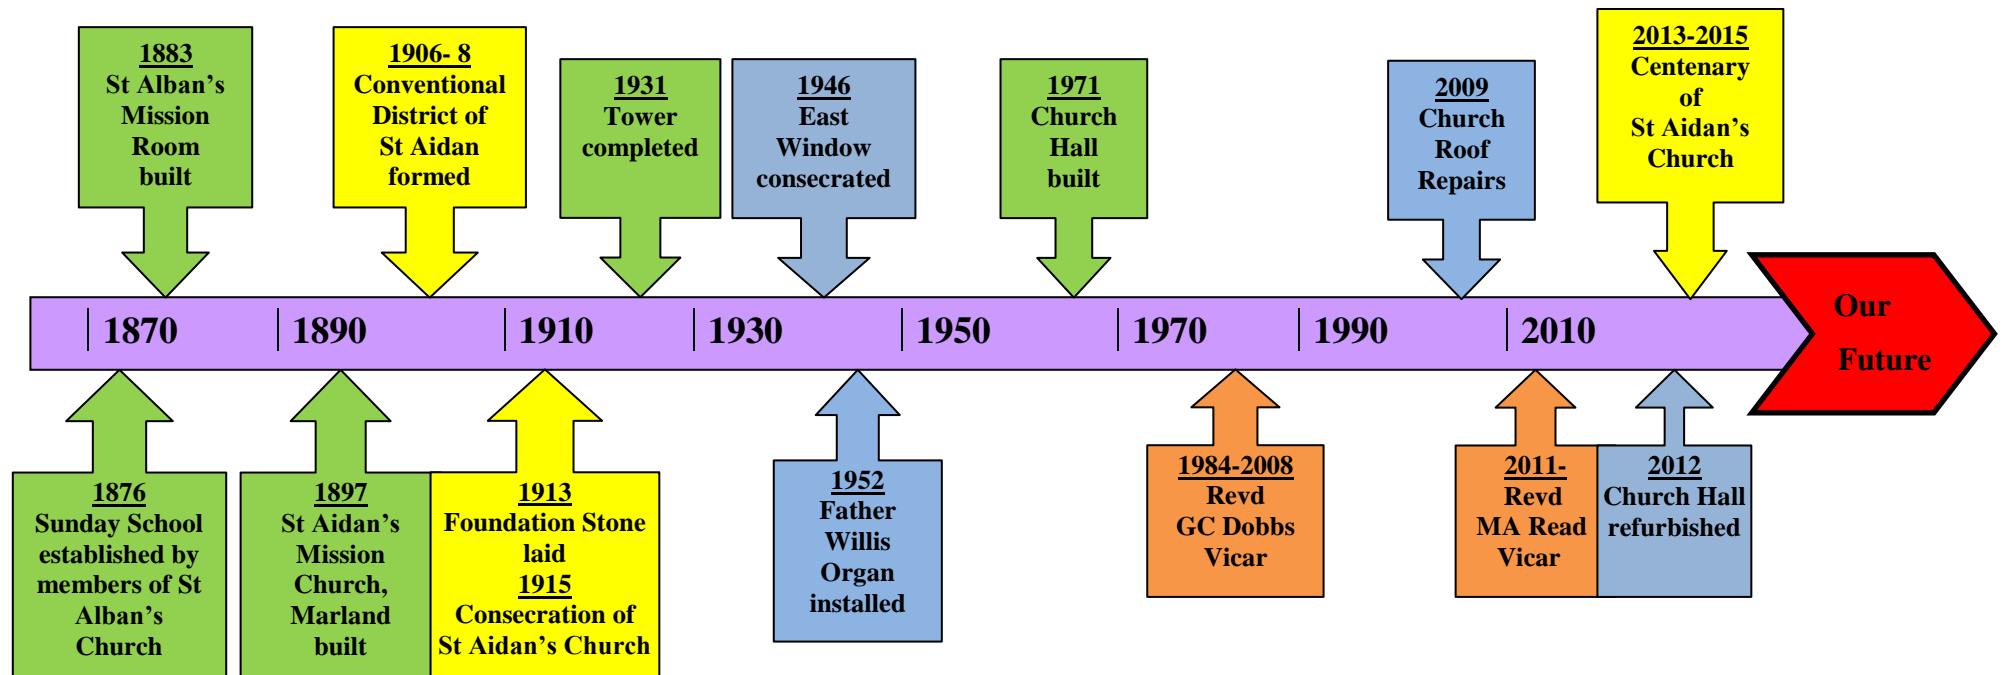 1883
St Alban’s
Mission
Room
built
1906- 8
Conventional
District of
St Aidan
formed
1931
Tower
completed
1946
East
Window
consecrated
1971
Church
Hall
built
2009
Church
Roof
Repairs
2013-2015
Centenary
of
St Aidan’s
Church
1870
1890
1910
1930
1950
1970
1990
2010
Our
Future
1876
Sunday School
established by
members of St
Alban’s
Church
1897
St Aidan’s
Mission
Church,
Marland
built
1913
Foundation Stone
laid
1915
Consecration of
St Aidan’s Church
1952
Father
Willis
Organ
installed
1984-2008
Revd
GC Dobbs
Vicar
2011-
Revd
MA Read
Vicar
2012
Church Hall
refurbished